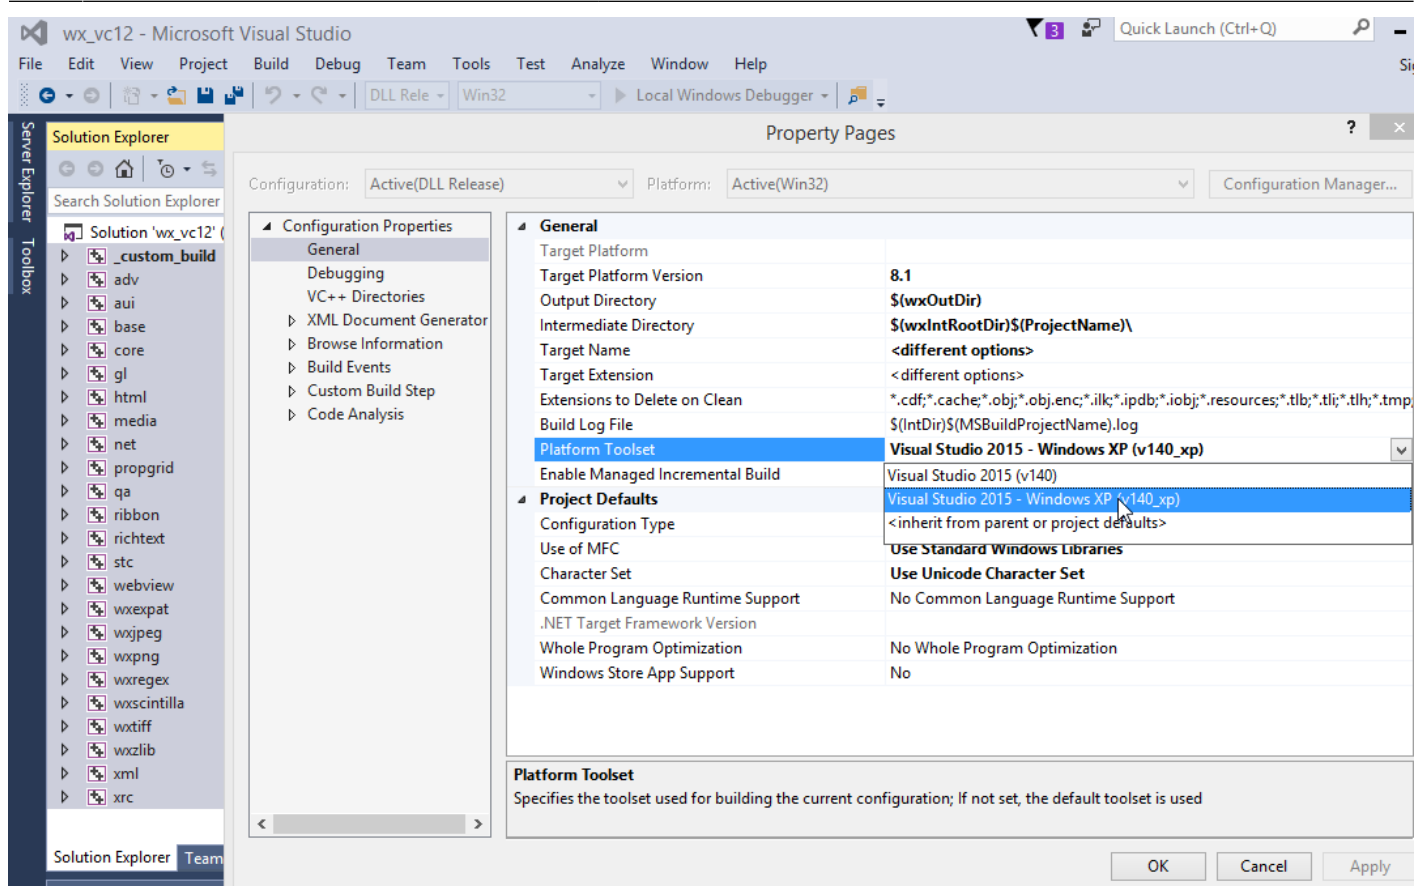 wx_vc12 - Microsoft Visual Studio
3
Quick Launch (Ctrl+Q)
File Edit View Project Build Debug Team Tools Test Analyze Window Help
DLL Rele Win32 Local Windows Debugger
Server Explorer
Toolbox
Solution Explorer
Search Solution Explorer
Solution 'wx_vc12' (
_custom_build
adv
aui
base
core
gl
html
media
net
propgrid
qa
ribbon
richtext
stc
webview
wxexpat
wxjpeg
wxpng
wxregex
wxscintilla
wxtiff
wxzlib
xml
xrc
Solution Explorer Team
Property Pages
?
Configuration: Active(DLL Release) Platform: Active(Win32) Configuration Manager...
Configuration Properties
General
Debugging
VC++ Directories
XML Document Generator
Browse Information
Build Events
Custom Build Step
Code Analysis
General
Target Platform
Target Platform Version 8.1
Output Directory $(wxOutDir)
Intermediate Directory $(wxIntRootDir)$(ProjectName)\
Target Name <different options>
Target Extension <different options>
Extensions to Delete on Clean *.cdf;*.cache;*.obj;*.obj.enc;*.ilk;*.ipdb;*.iobj;*.resources;*.tlb;*.tli;*.tlh;*.tmp;
Build Log File $(IntDir)$(MSBuildProjectName).log
Platform Toolset Visual Studio 2015 - Windows XP (v140_xp)
Enable Managed Incremental Build Visual Studio 2015 (v140)
Project Defaults Visual Studio 2015 - Windows XP (v140_xp)
Configuration Type <inherit from parent or project defaults>
Use of MFC Use Standard Windows Libraries
Character Set Use Unicode Character Set
Common Language Runtime Support No Common Language Runtime Support
.NET Target Framework Version
Whole Program Optimization No Whole Program Optimization
Windows Store App Support No
Platform Toolset
Specifies the toolset used for building the current configuration; If not set, the default toolset is used
OK Cancel Apply